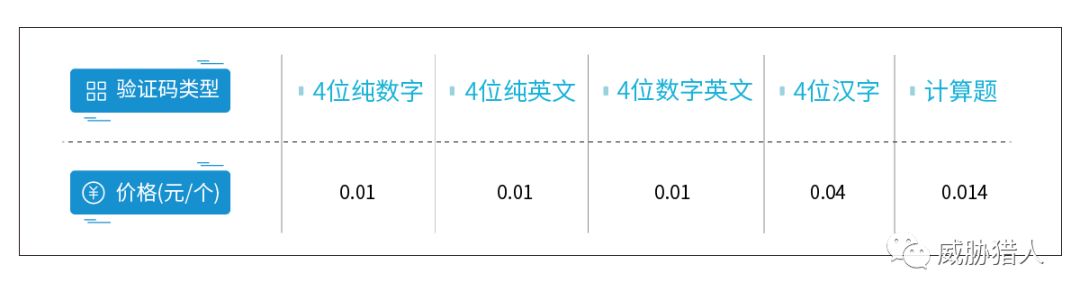 验证码类型 4位纯数字 4位纯英文 4位数字英文 4位汉字 计算题
价格(元/个) 0.01 0.01 0.01 0.04 0.014
威胁猎人